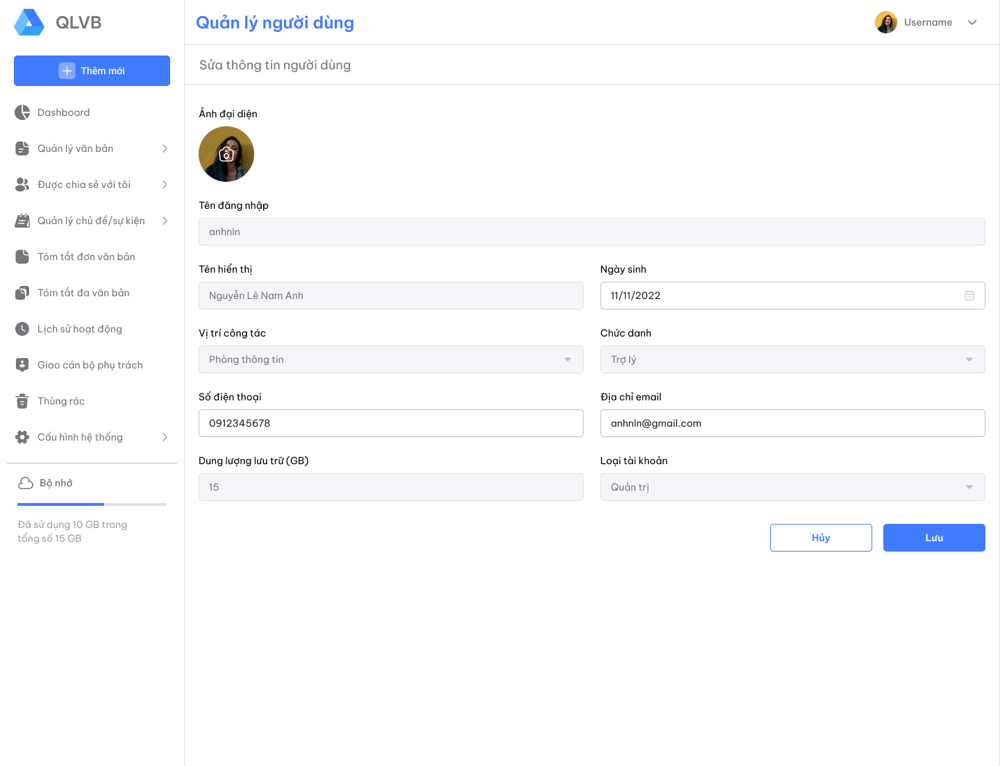 QLVB
Thêm mới
Dashboard
Quản lý văn bản
Được chia sẻ với tôi
Quản lý chủ đề/sự kiện
Tóm tắt đơn văn bản
Tóm tắt đa văn bản
Lịch sử hoạt động
Giao cán bộ phụ trách
Thùng rác
Cấu hình hệ thống
Bộ nhớ
Đã sử dụng 10 GB trong
tổng số 15 GB
Quản lý người dùng
Username
Sửa thông tin người dùng
Ảnh đại diện
Tên đăng nhập
anhnln
Tên hiển thị
Nguyễn Lê Nam Anh
Ngày sinh
11/11/2022
Vị trí công tác
Phòng thông tin
Chức danh
Trợ lý
Số điện thoại
0912345678
Địa chỉ email
anhnln@gmail.com
Dung lượng lưu trữ (GB)
15
Loại tài khoản
Quản trị
Hủy
Lưu